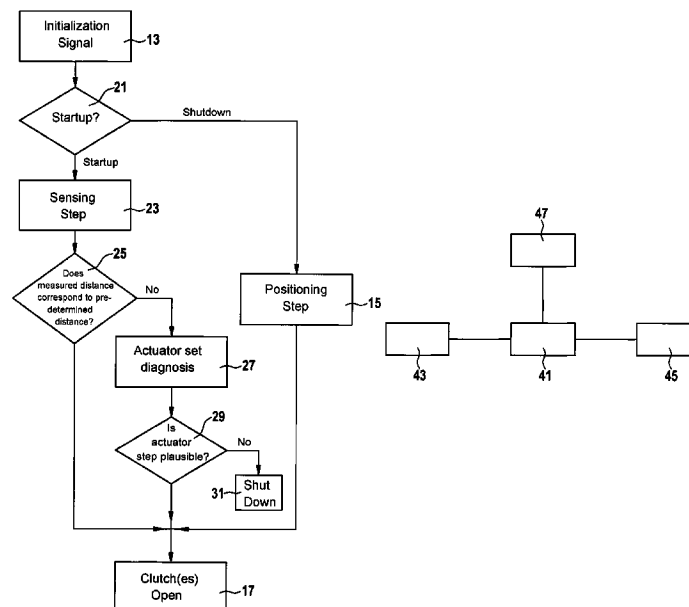 Initialization
Signal
13
21
Startup?
Shutdown
Startup
Sensing
Step
23
25
Does
measured distance
correspond to pre-
determined distance?
No
Positioning
Step
15
Actuator set
diagnosis
27
29
Is
actuator
step plausible?
No
31
Shut
Down
Clutch(es)
Open
17
47
43
41
45